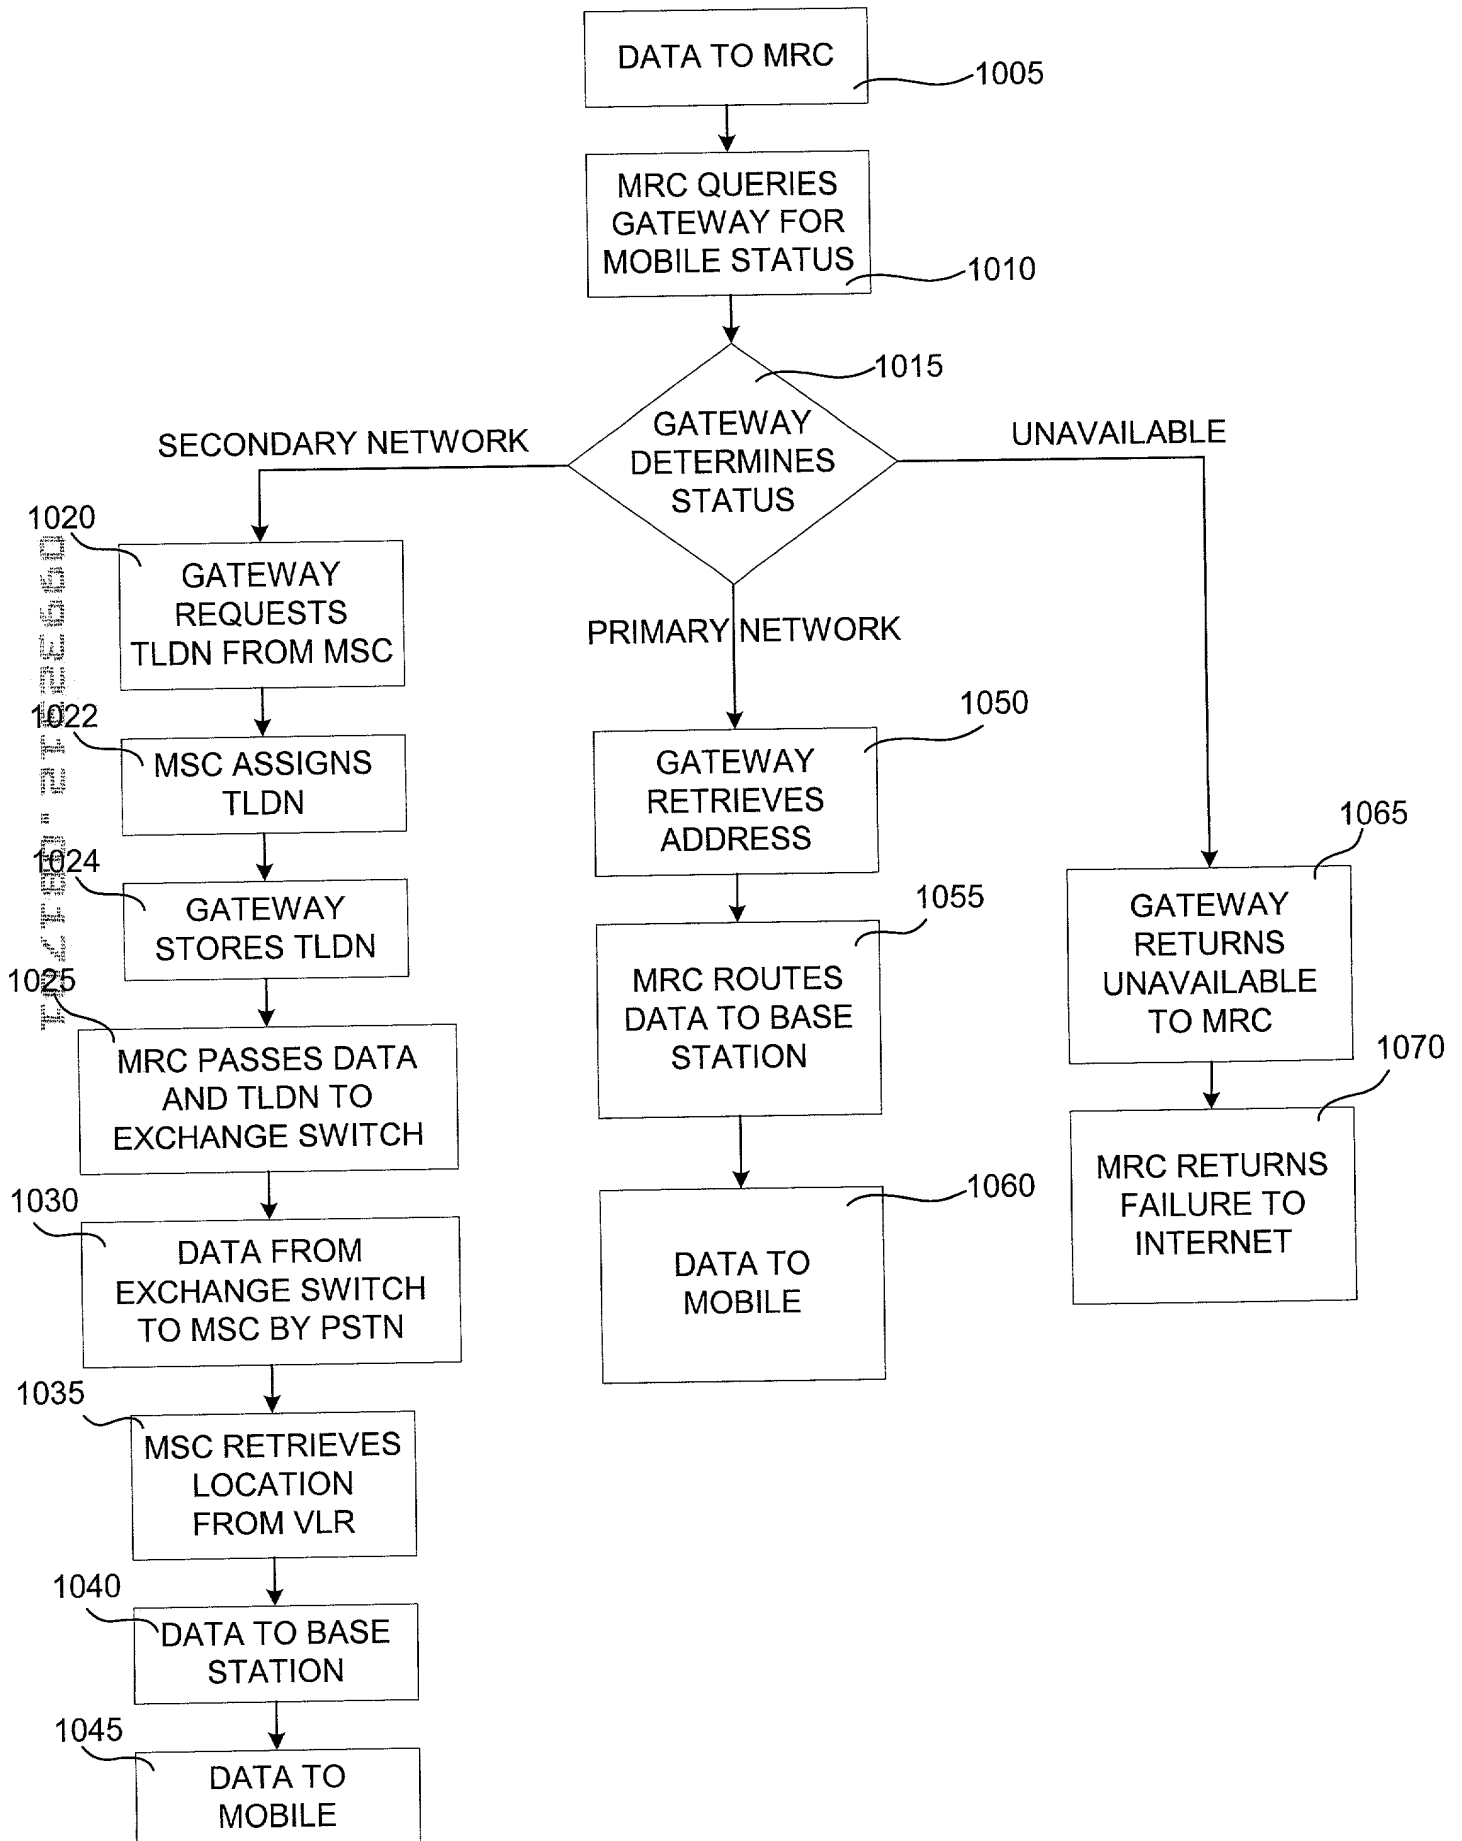 DATA TO MRC
1005
MRC QUERIES
GATEWAY FOR
MOBILE STATUS
1010
1015
GATEWAY
DETERMINES
STATUS
SECONDARY NETWORK
UNAVAILABLE
PRIMARY NETWORK
1020
GATEWAY
REQUESTS
TLDN FROM MSC
1022
MSC ASSIGNS
TLDN
1024
GATEWAY
STORES TLDN
1025
MRC PASSES DATA
AND TLDN TO
EXCHANGE SWITCH
1030
DATA FROM
EXCHANGE SWITCH
TO MSC BY PSTN
1035
MSC RETRIEVES
LOCATION
FROM VLR
1040
DATA TO BASE
STATION
1045
DATA TO
MOBILE
1050
GATEWAY
RETRIEVES
ADDRESS
1055
MRC ROUTES
DATA TO BASE
STATION
1060
DATA TO
MOBILE
1065
GATEWAY
RETURNS
UNAVAILABLE
TO MRC
1070
MRC RETURNS
FAILURE TO
INTERNET